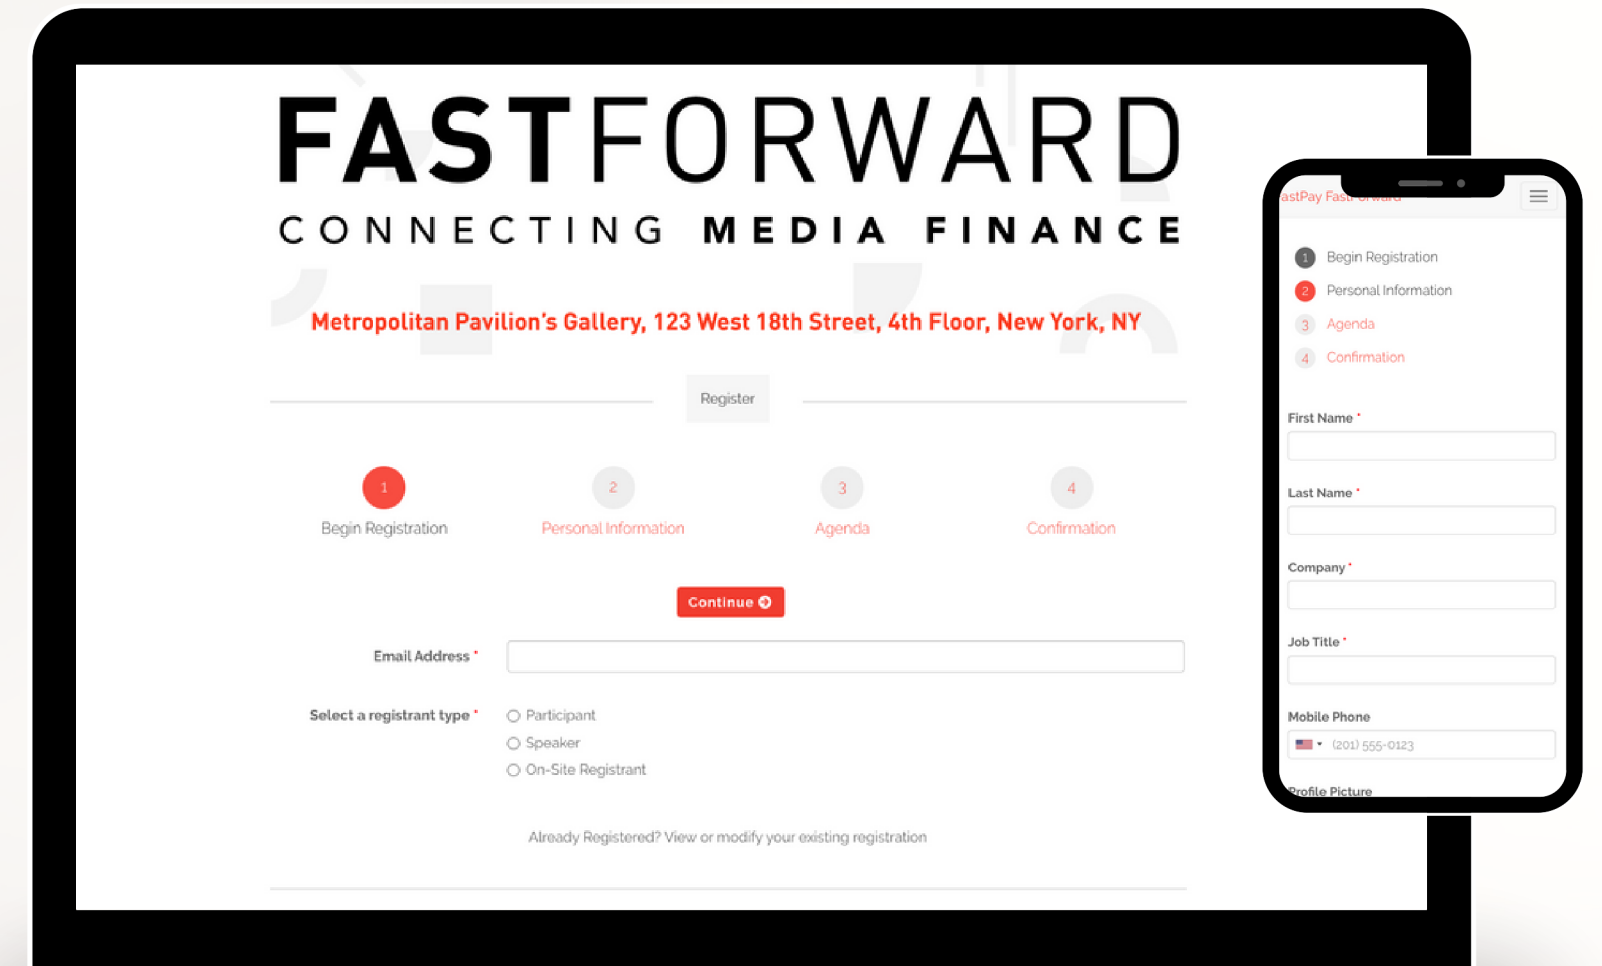 FASTFORWARD
CONNECTING MEDIA FINANCE
Metropolitan Pavilion's Gallery, 123 West 18th Street, 4th Floor, New York, NY
Register
1
2
3
4
Begin Registration
Personal Information
Agenda
Confirmation
Continue
Email Address *
Select a registrant type *
Participant
Speaker
On-Site Registrant
Already Registered? View or modify your existing registration
astPay FastForward
1 Begin Registration
2 Personal Information
3 Agenda
4 Confirmation
First Name *
Last Name *
Company *
Job Title *
Mobile Phone
(201) 555-0123
Profile Picture